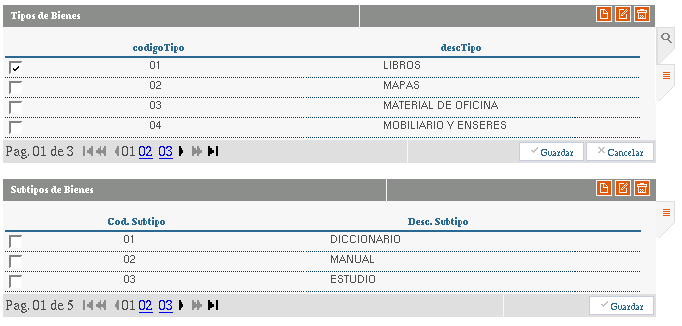 Tipos de Bienes
codigoTipo descTipo
01 LIBROS
02 MAPAS
03 MATERIAL DE OFICINA
04 MOBILIARIO Y ENSERES
Pag. 01 de 3 01 02 03 Guardar Cancelar
Subtipos de Bienes
Cod. Subtipo Desc. Subtipo
01 DICCIONARIO
02 MANUAL
03 ESTUDIO
Pag. 01 de 5 01 02 03 Guardar